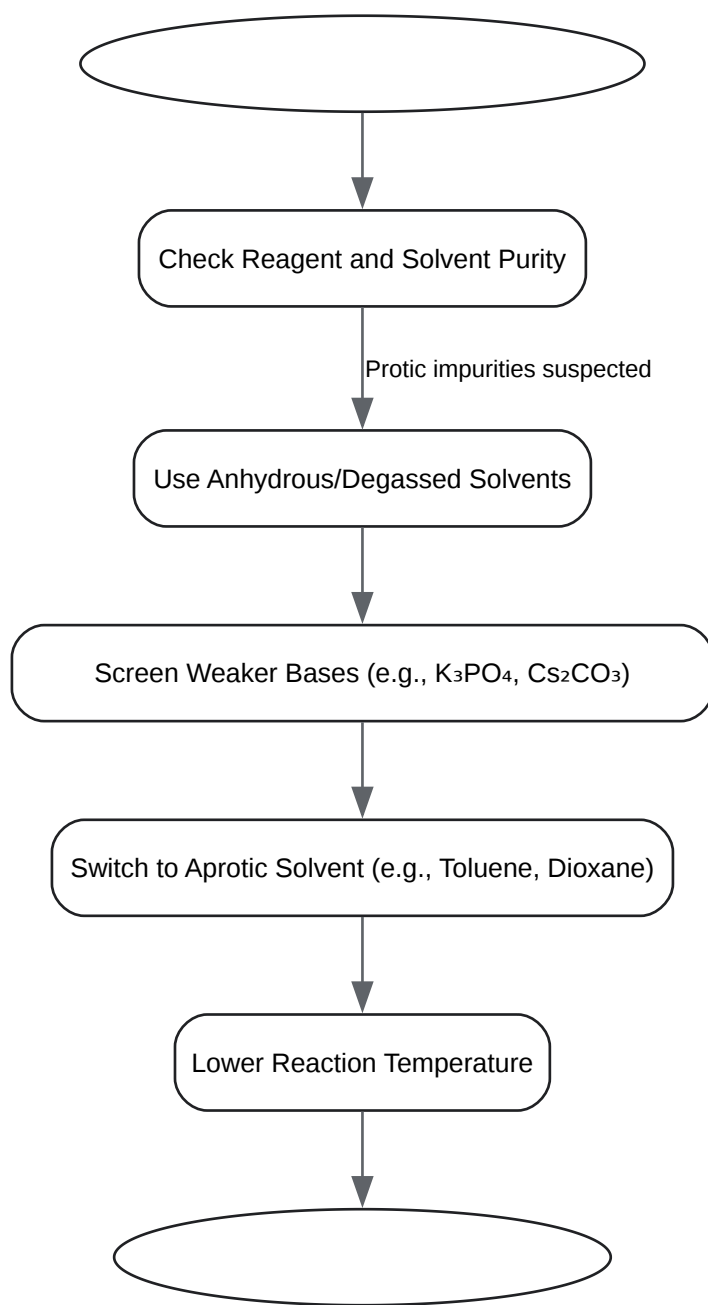 Check Reagent and Solvent Purity
Protic impurities suspected
Use Anhydrous/Degassed Solvents
Screen Weaker Bases (e.g., K₃PO₄, Cs₂CO₃)
Switch to Aprotic Solvent (e.g., Toluene, Dioxane)
Lower Reaction Temperature